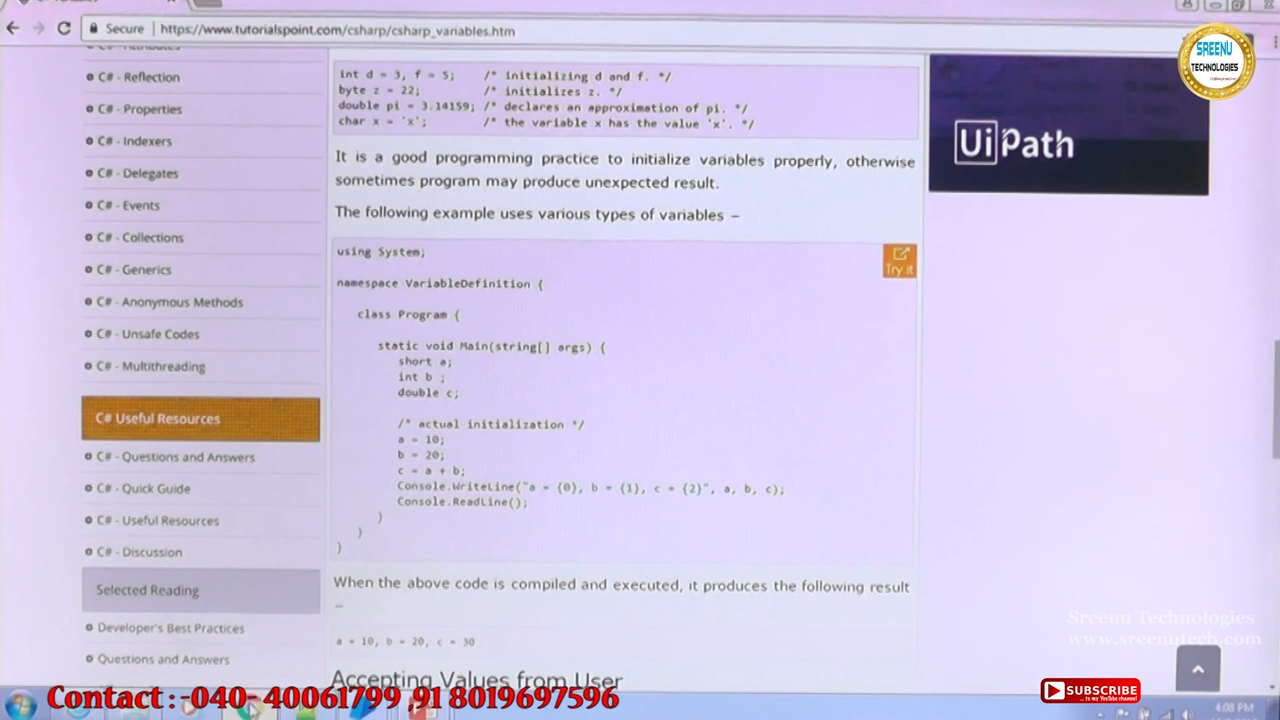 Secure | https://www.tutorialspoint.com/csharp/csharp_variables.htm
SREENU
TECHNOLOGIES
C# - Reflection
C# - Properties
C# - Indexers
C# - Delegates
C# - Events
C# - Collections
C# - Generics
C# - Anonymous Methods
C# - Unsafe Codes
C# - Multithreading
C# Useful Resources
C# - Questions and Answers
C# - Quick Guide
C# - Useful Resources
C# - Discussion
Selected Reading
Developer's Best Practices
Questions and Answers
int d = 3, f = 5; /* initializing d and f. */
byte z = 22; /* initializes z. */
double pi = 3.14159; /* declares an approximation of pi. */
char x = 'x'; /* the variable x has the value 'x'. */
It is a good programming practice to initialize variables properly, otherwise
sometimes program may produce unexpected result.
The following example uses various types of variables –
using System;
Try it
namespace VariableDefinition {
class Program {
static void Main(string[] args) {
short a;
int b ;
double c;
/* actual initialization */
a = 10;
b = 20;
c = a + b;
Console.WriteLine("a = {0}, b = {1}, c = {2}", a, b, c);
Console.ReadLine();
}
}
}
When the above code is compiled and executed, it produces the following result
–
a = 10, b = 20, c = 30
Accepting Values from User
UiPath
Sreenu Technologies
www.sreenutech.com
Contact : -040-40061799 ,91 8019697596
SUBSCRIBE
... to my YouTube channel
4:08 PM